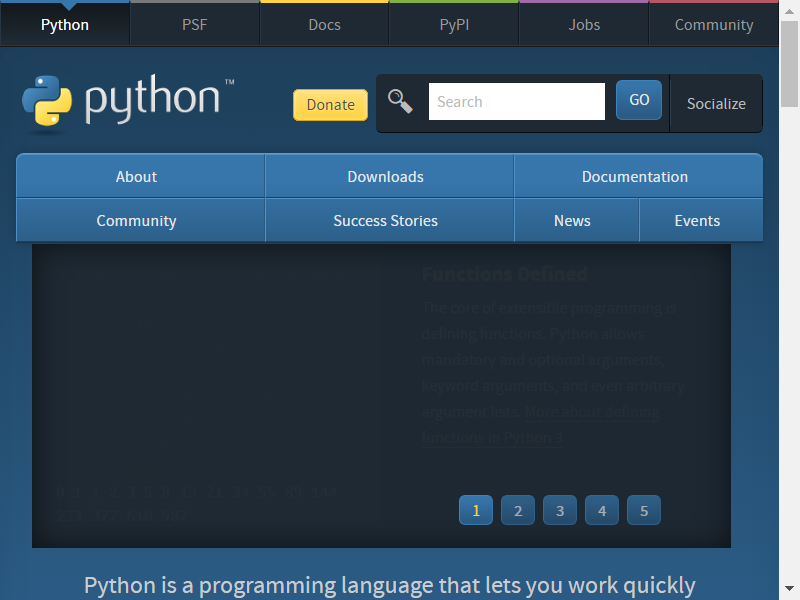 Python PSF Docs PyPI Jobs Community
python™ Donate Search GO Socialize
About Downloads Documentation
Community Success Stories News Events
Functions Defined
The core of extensible programming is
defining functions. Python allows
mandatory and optional arguments,
keyword arguments, and even arbitrary
argument lists. More about defining
functions in Python 3
0 1 1 2 3 5 8 13 21 34 55 89 144
233 377 610 987
1 2 3 4 5
Python is a programming language that lets you work quickly